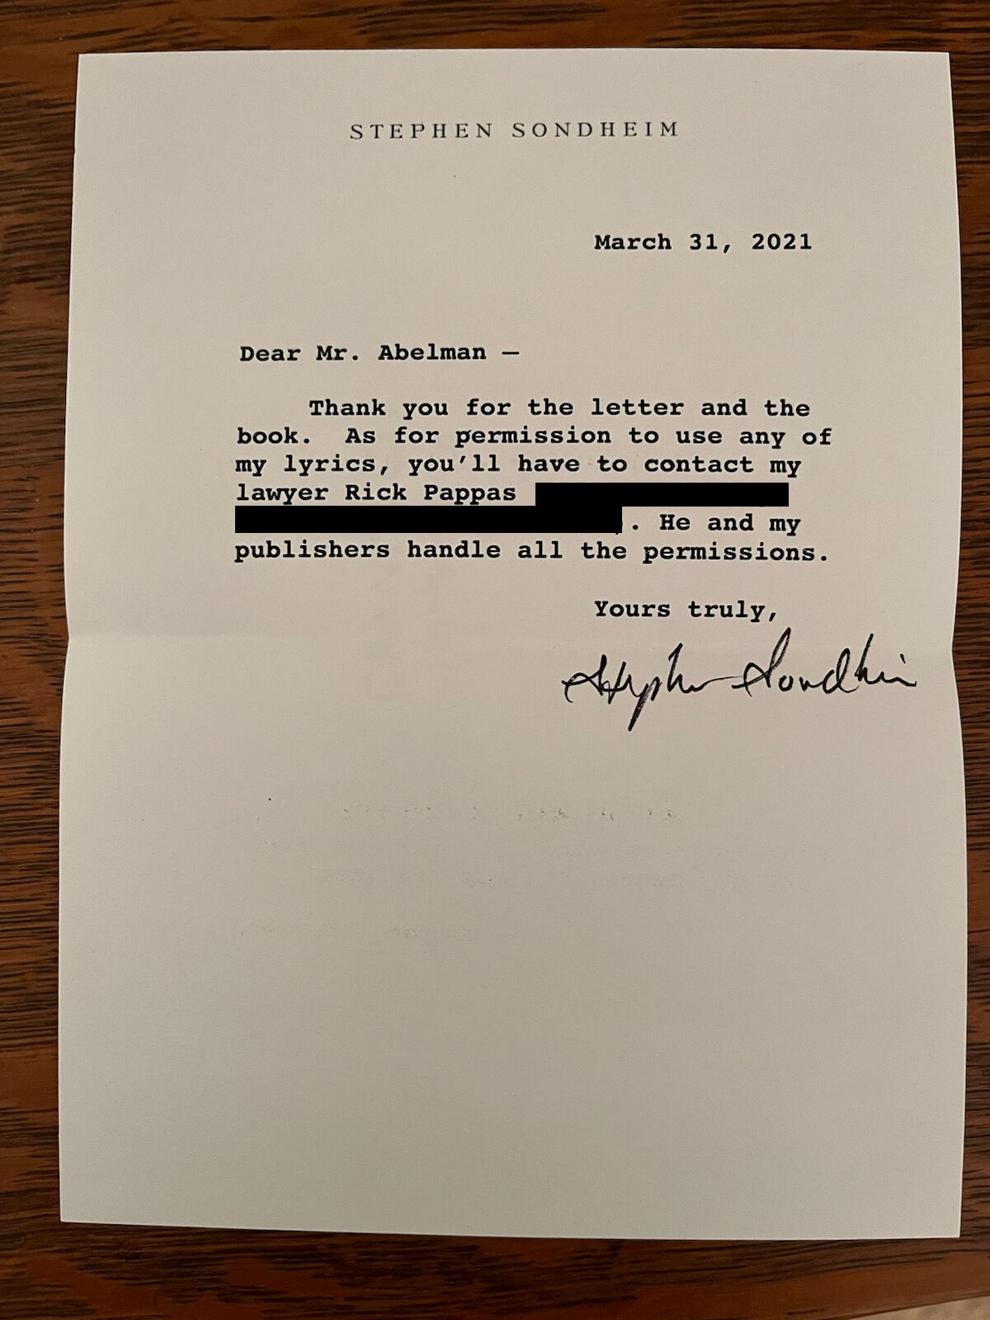 STEPHEN SONDHEIM
March 31, 2021
Dear Mr. Abelman —
Thank you for the letter and the
book.  As for permission to use any of
my lyrics, you'll have to contact my
lawyer Rick Pappas
. He and my
publishers handle all the permissions.
Yours truly,
Stephen Sondheim